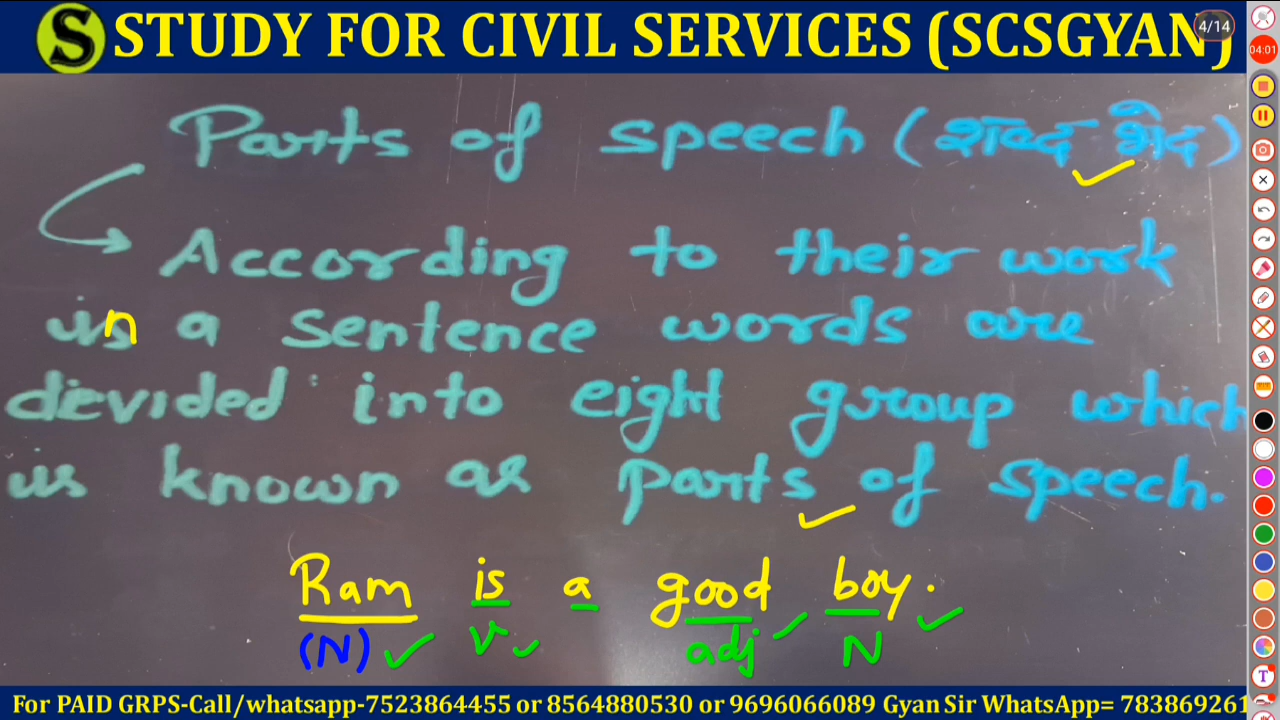 S STUDY FOR CIVIL SERVICES (SCSGYAN)
4/14
04:01
Parts of speech (शब्द भेद)
According to their work
in a sentence words are
devided into eight group which
is known as parts of speech.
Ram is a good boy.
(N) V adj N
T
For PAID GRPS-Call/whatsapp-7523864455 or 8564880530 or 9696066089 Gyan Sir WhatsApp= 783869261